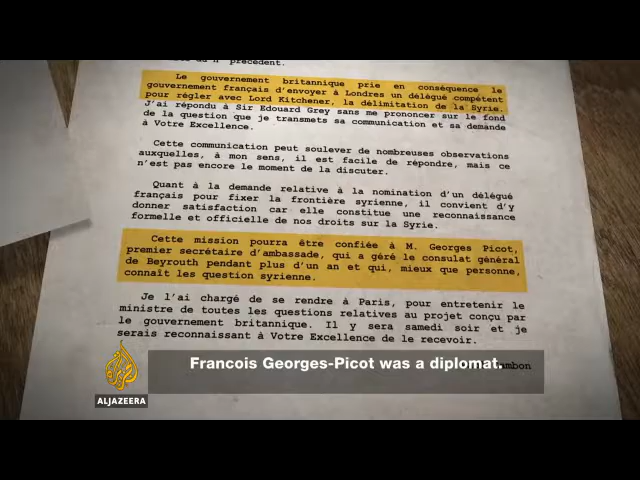 n° précédent.
Le gouvernement britannique prie en conséquence le
gouvernement français d'envoyer à Londres un délégué compétent
pour régler avec Lord Kitchener, la délimitation de la Syrie.
J'ai répondu à Sir Edouard Grey sans me prononcer sur le fond
de la question que je transmets sa communication et sa demande
à Votre Excellence.
Cette communication peut soulever de nombreuses observations
auxquelles, à mon sens, il est facile de répondre, mais ce
n'est pas encore le moment de la discuter.
Quant à la demande relative à la nomination d'un délégué
français pour fixer la frontière syrienne, il convient d'y
donner satisfaction car elle constitue une reconnaissance
formelle et officielle de nos droits sur la Syrie.
Cette mission pourra être confiée à M. Georges Picot,
premier secrétaire d'ambassade, qui a géré le consulat général
de Beyrouth pendant plus d'un an et qui, mieux que personne,
connaît les question syrienne.
Je l'ai chargé de se rendre à Paris, pour entretenir le
ministre de toutes les questions relatives au projet conçu par
le gouvernement britannique. Il y sera samedi soir et je
serais reconnaissant à Votre Excellence de le recevoir.
Francois Georges-Picot was a diplomat.
ALJAZEERA